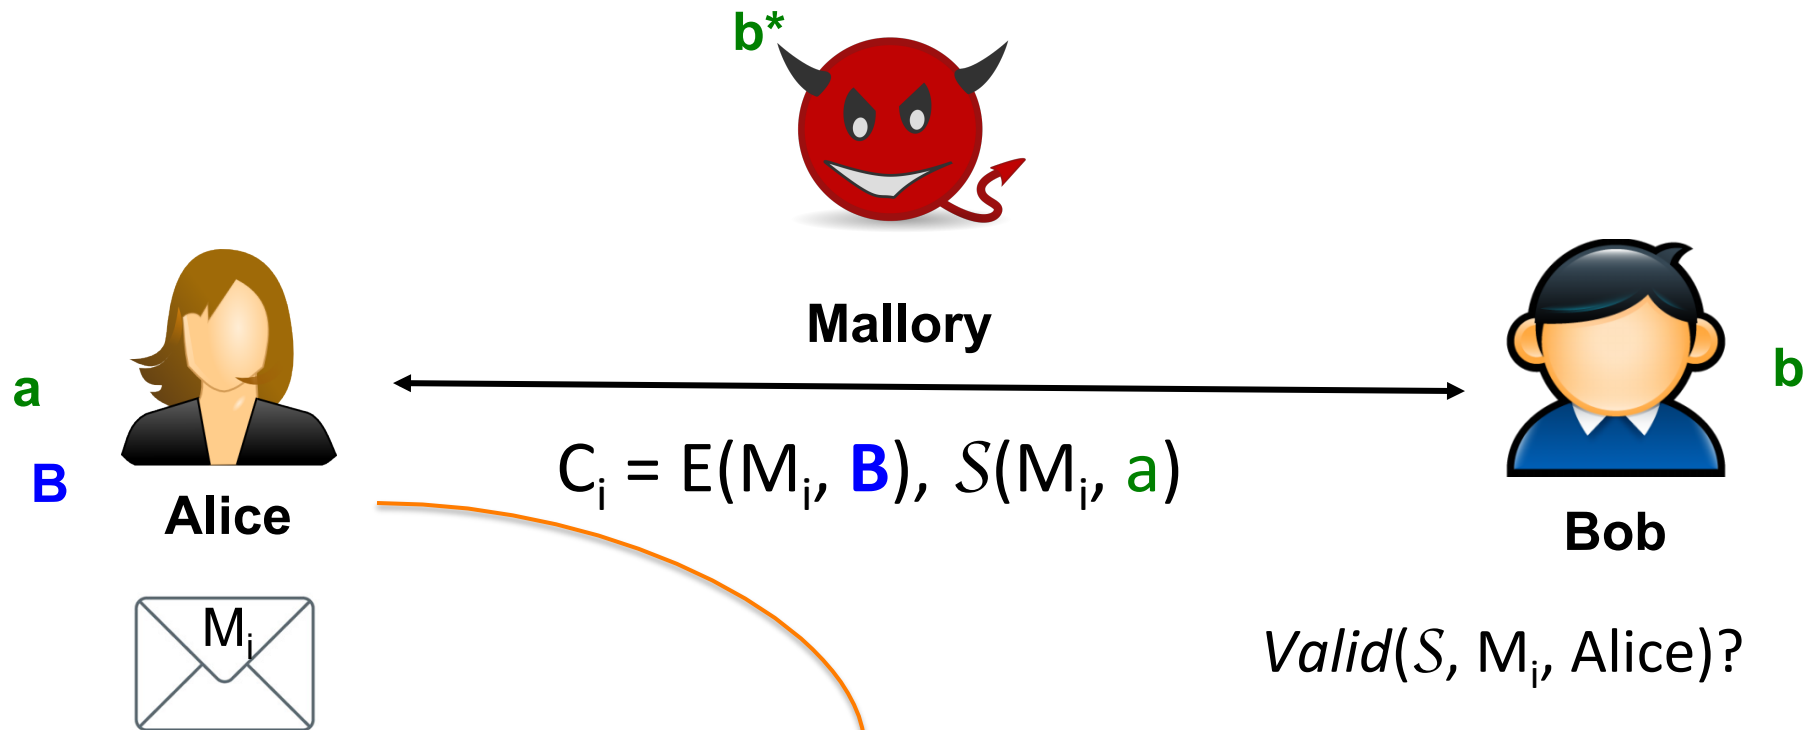 b*
Mallory
a
b
B
Alice
C_i = E(M_i, B), S(M_i, a)
Bob
M_i
Valid(S, M_i, Alice)?